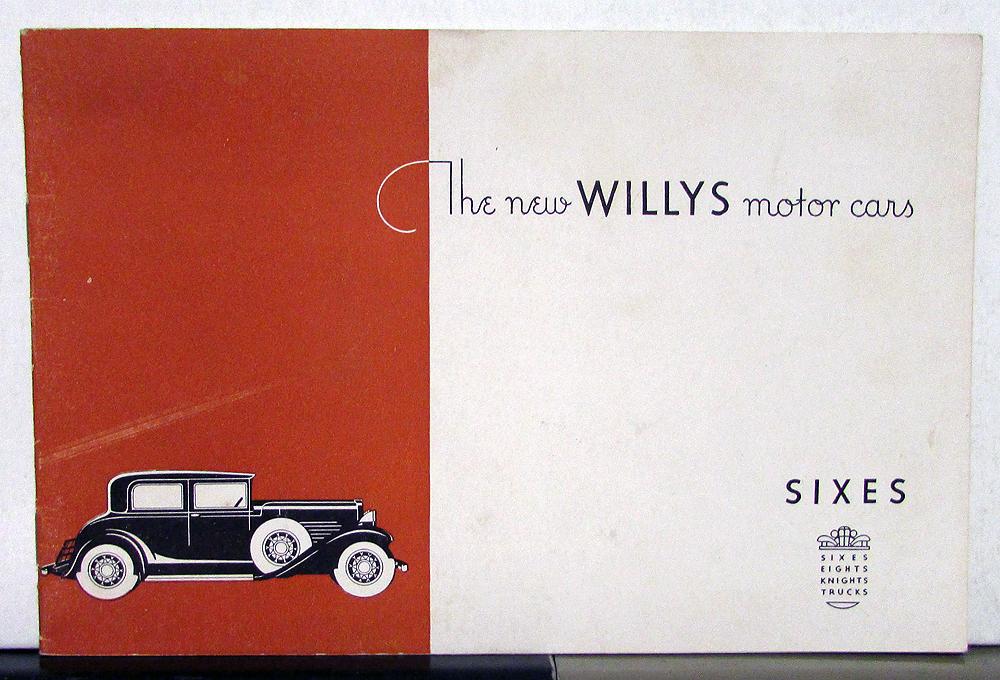 The new WILLYS motor cars
SIXES
SIXES
EIGHTS
KNIGHTS
TRUCKS